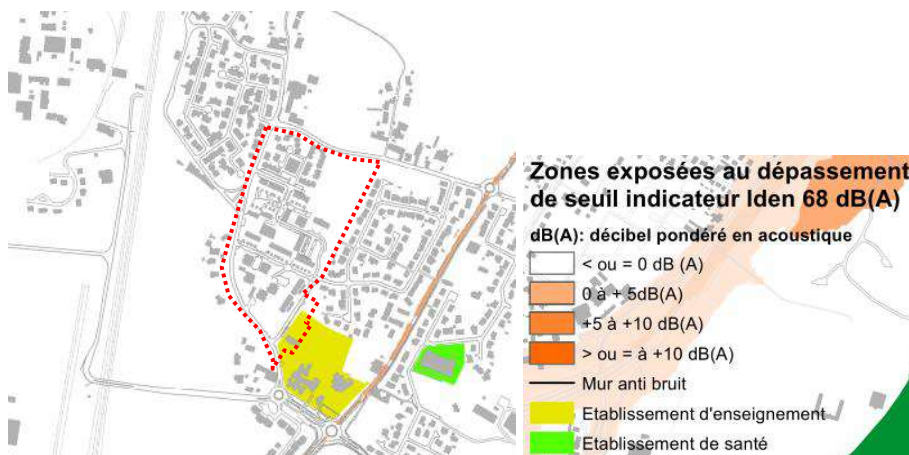 Zones exposées au dépassement
de seuil indicateur lden 68 dB(A)
dB(A): décibel pondéré en acoustique
< ou = 0 dB (A)
0 à + 5dB(A)
+5 à +10 dB(A)
> ou = à +10 dB(A)
Mur anti bruit
Etablissement d'enseignement
Etablissement de santé